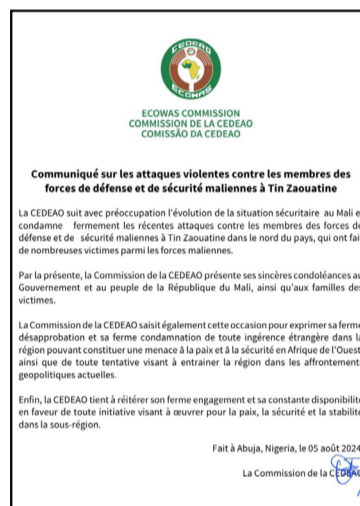 CEDEAO
ECOWAS
ECOWAS COMMISSION
COMMISSION DE LA CEDEAO
COMISSÃO DA CEDEAO
Communiqué sur les attaques violentes contre les membres des
forces de défense et de sécurité maliennes à Tin Zaouatine
La CEDEAO suit avec préoccupation l'évolution de la situation sécuritaire au Mali e
condamne fermement les récentes attaques contre les membres des forces de
défense et de sécurité maliennes à Tin Zaouatine dans le nord du pays, qui ont fai
de nombreuses victimes parmi les forces maliennes.
Par la présente, la Commission de la CEDEAO présente ses sincères condoléances au
Gouvernement et au peuple de la République du Mali, ainsi qu'aux familles des
victimes.
La Commission de la CEDEAO saisit également cette occasion pour exprimer sa ferme
désapprobation et sa ferme condamnation de toute ingérence étrangère dans la
région pouvant constituer une menace à la paix et à la sécurité en Afrique de l'Ouest
ainsi que de toute tentative visant à entrainer la région dans les affrontement
geopolitiques actuelles.
Enfin, la CEDEAO tient à réitérer son ferme engagement et sa constante disponibilité
en faveur de toute initiative visant à œuvrer pour la paix, la sécurité et la stabilité
dans la sous-région.
Fait à Abuja, Nigeria, le 05 août 2024
La Commission de la CEDEAO